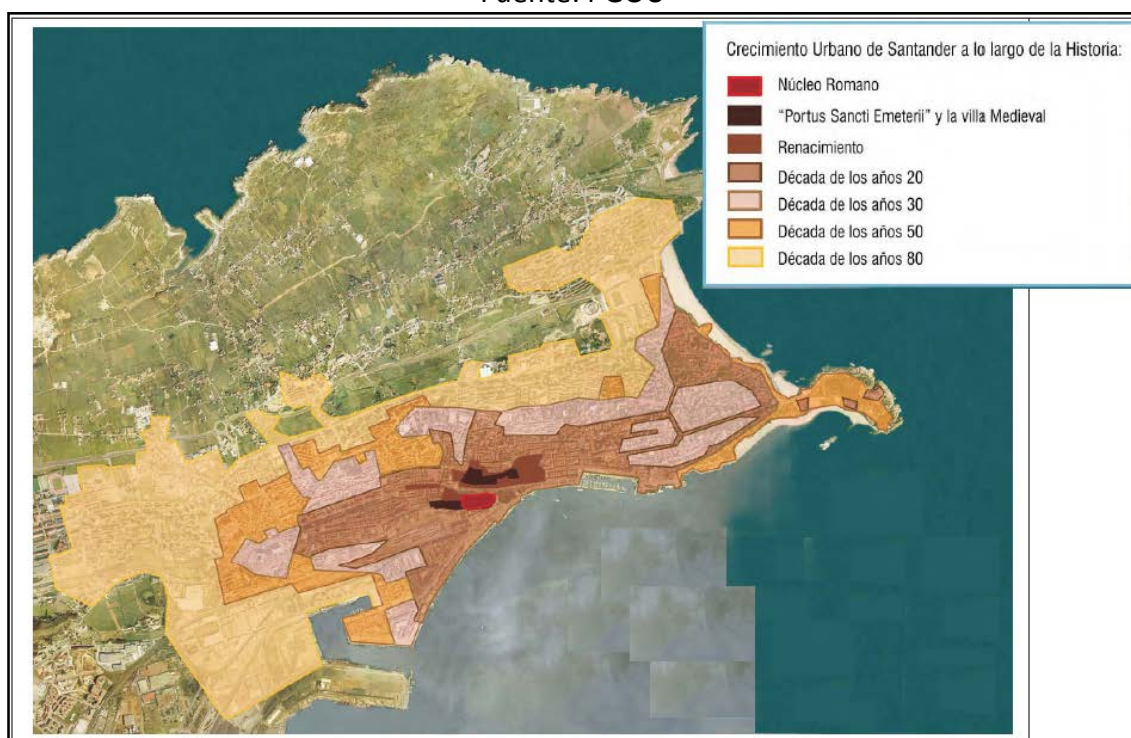 Fuente: PGOU
Crecimiento Urbano de Santander a lo largo de la Historia:
Núcleo Romano
"Portus Sancti Emeterii" y la villa Medieval
Renacimiento
Década de los años 20
Década de los años 30
Década de los años 50
Década de los años 80